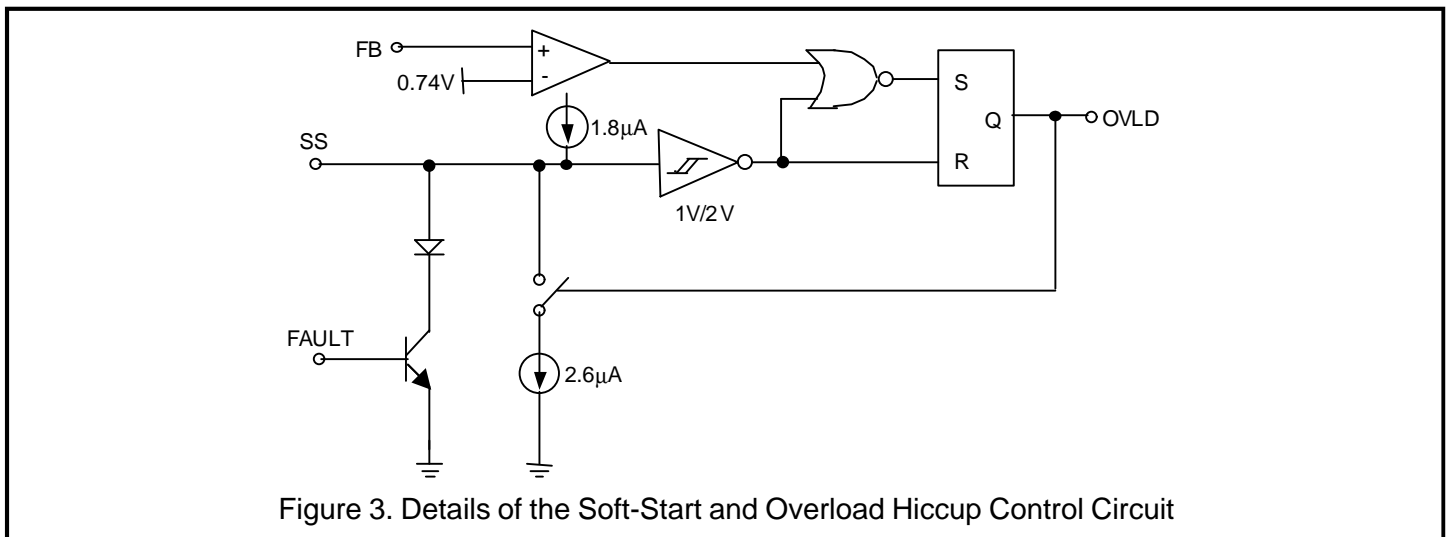 FB
+
0.74V
-
1.8μA
SS
S
Q
R
OVLD
1V/2V
FAULT
2.6μA
Figure 3. Details of the Soft-Start and Overload Hiccup Control Circuit